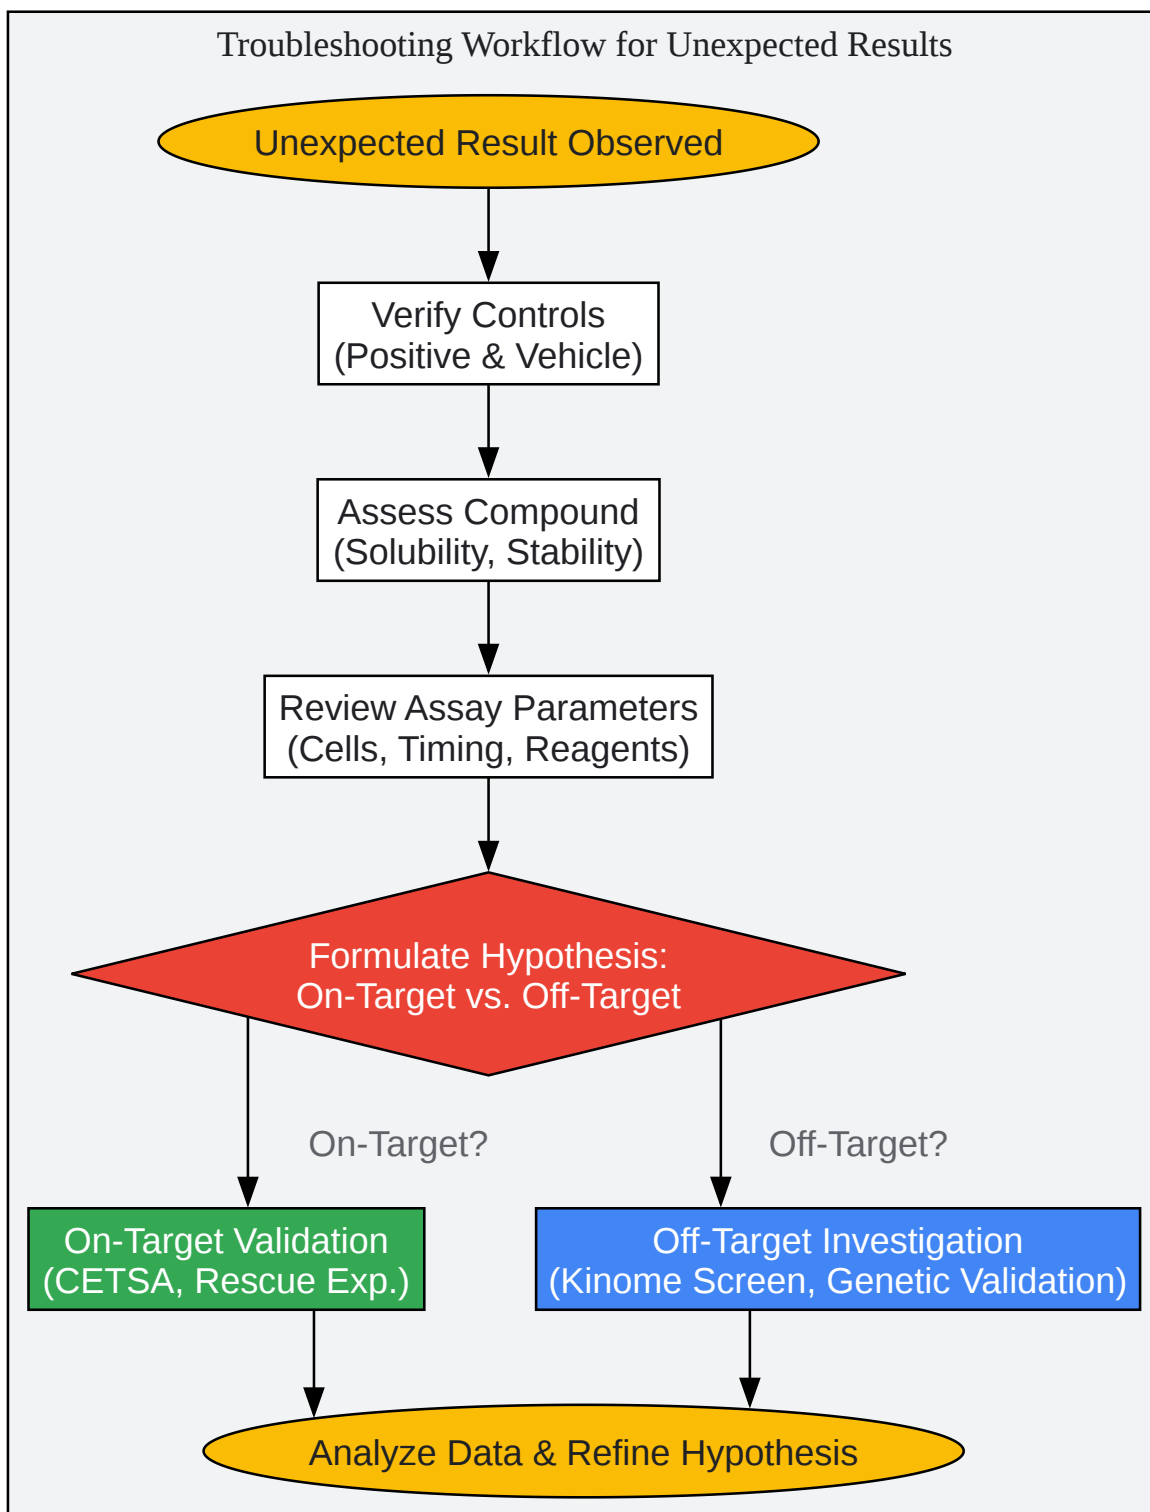 Troubleshooting Workflow for Unexpected Results
Unexpected Result Observed
Verify Controls
(Positive & Vehicle)
Assess Compound
(Solubility, Stability)
Review Assay Parameters
(Cells, Timing, Reagents)
Formulate Hypothesis:
On-Target vs. Off-Target
On-Target?
Off-Target?
On-Target Validation
(CETSA, Rescue Exp.)
Off-Target Investigation
(Kinome Screen, Genetic Validation)
Analyze Data & Refine Hypothesis